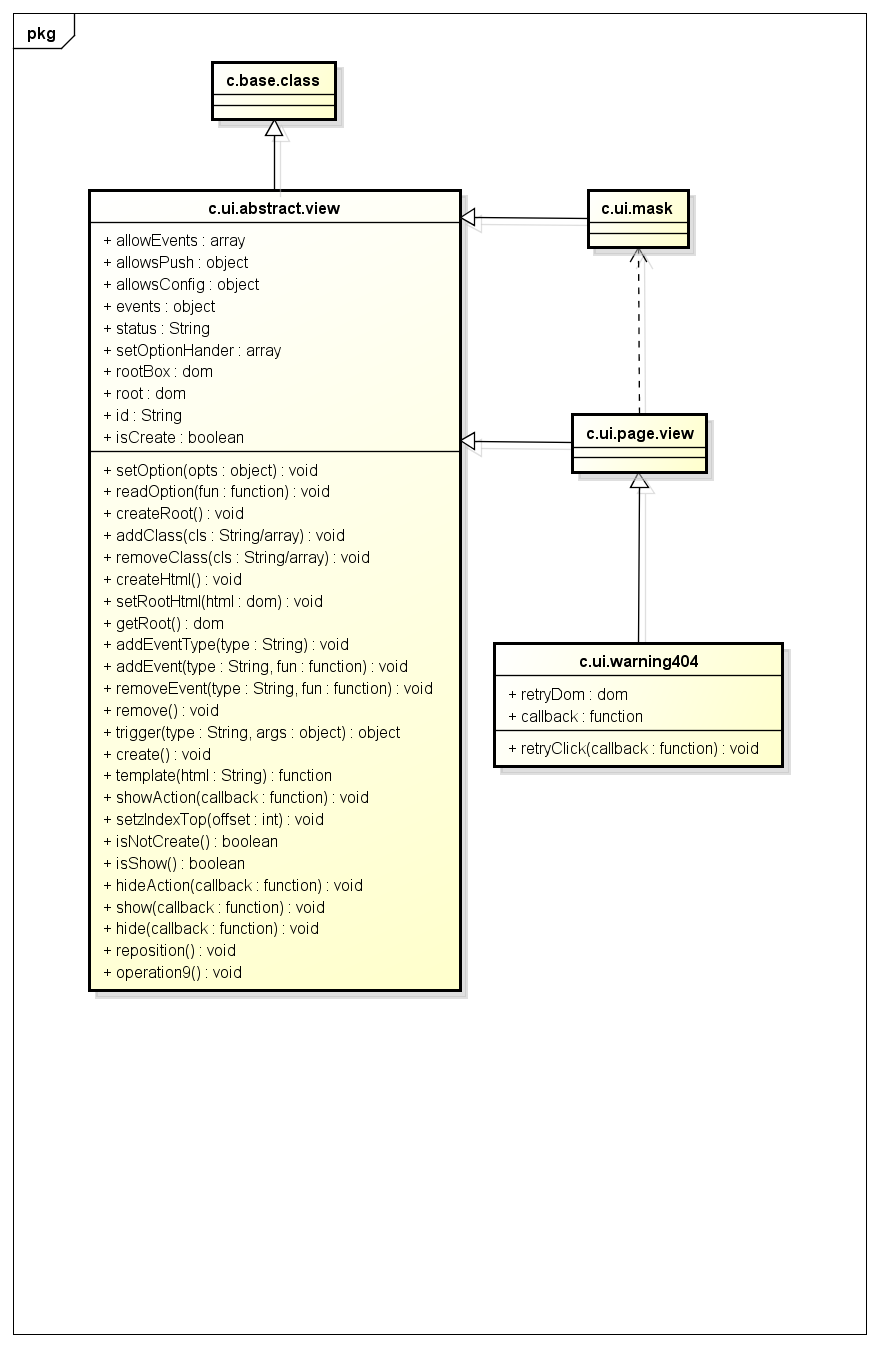 pkg
c.base.class
c.ui.abstract.view
+ allowEvents : array
+ allowsPush : object
+ allowsConfig : object
+ events : object
+ status : String
+ setOptionHander : array
+ rootBox : dom
+ root : dom
+ id : String
+ isCreate : boolean
+ setOption(opts : object) : void
+ readOption(fun : function) : void
+ createRoot() : void
+ addClass(cls : String/array) : void
+ removeClass(cls : String/array) : void
+ createHtml() : void
+ setRootHtml(html : dom) : void
+ getRoot() : dom
+ addEventType(type : String) : void
+ addEvent(type : String, fun : function) : void
+ removeEvent(type : String, fun : function) : void
+ remove() : void
+ trigger(type : String, args : object) : object
+ create() : void
+ template(html : String) : function
+ showAction(callback : function) : void
+ setzIndexTop(offset : int) : void
+ isNotCreate() : boolean
+ isShow() : boolean
+ hideAction(callback : function) : void
+ show(callback : function) : void
+ hide(callback : function) : void
+ reposition() : void
+ operation9() : void
c.ui.mask
c.ui.page.view
c.ui.warning404
+ retryDom : dom
+ callback : function
+ retryClick(callback : function) : void